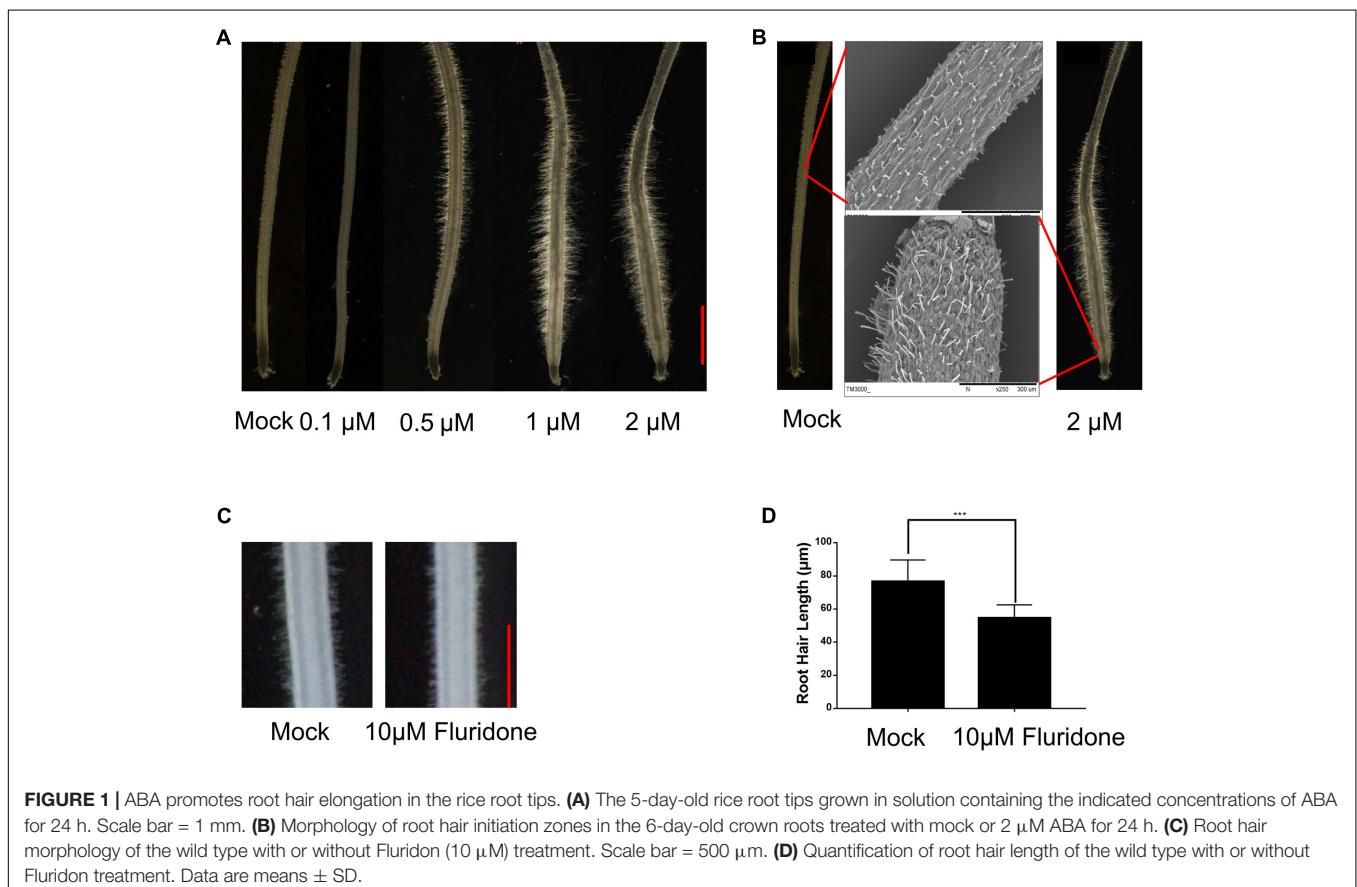 A
B
Mock 0.1 µM 0.5 µM 1 µM 2 µM
TM3000_ N x250 300 um
Mock 2 µM
C
D
***
100
80
60
40
20
0
Root Hair Length (µm)
Mock 10µM Fluridone
Mock 10µM Fluridone
FIGURE 1 | ABA promotes root hair elongation in the rice root tips. (A) The 5-day-old rice root tips grown in solution containing the indicated concentrations of ABA
for 24 h. Scale bar = 1 mm. (B) Morphology of root hair initiation zones in the 6-day-old crown roots treated with mock or 2 μM ABA for 24 h. (C) Root hair
morphology of the wild type with or without Fluridon (10 μM) treatment. Scale bar = 500 μm. (D) Quantification of root hair length of the wild type with or without
Fluridon treatment. Data are means ± SD.